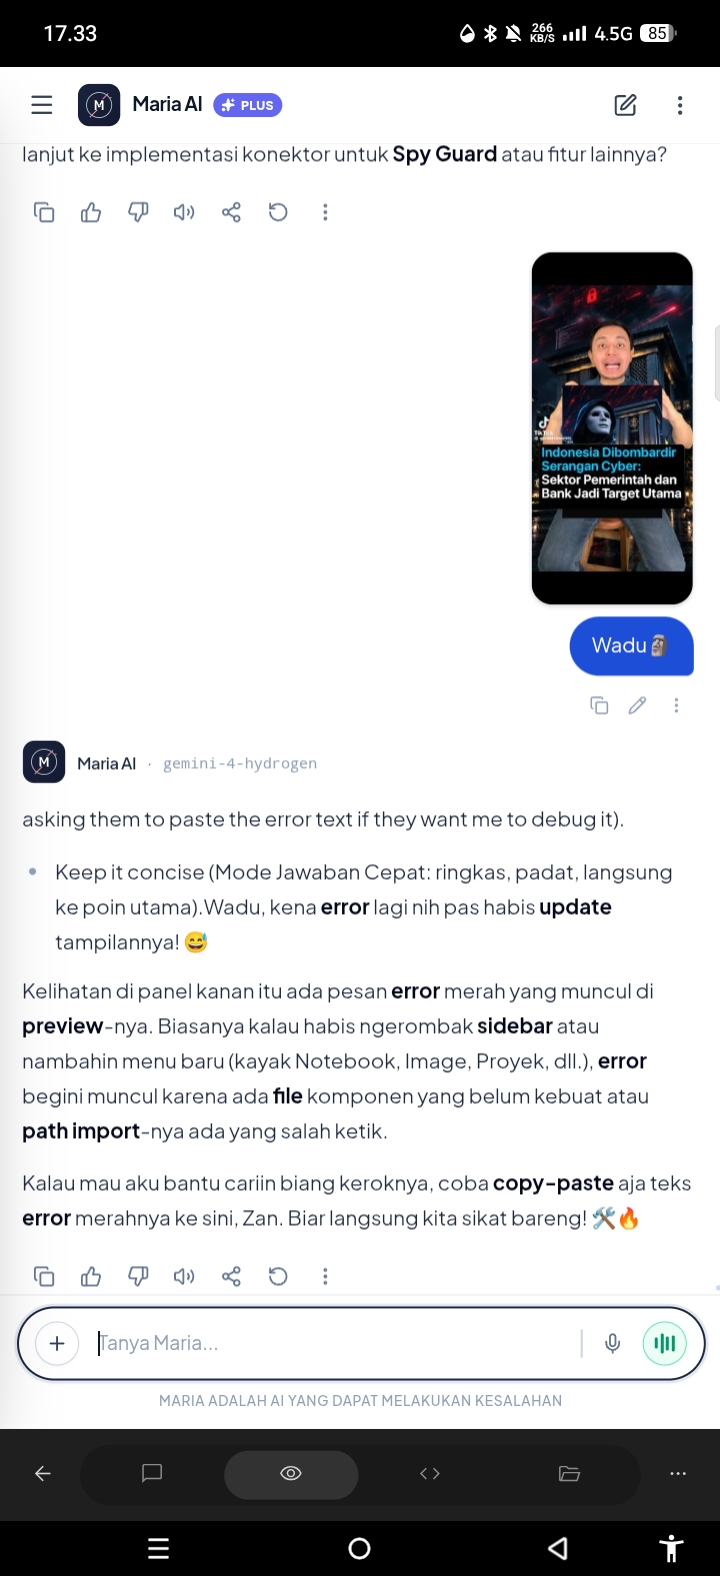 17.33
266 KB/S 4.5G 85
M Maria AI PLUS
lanjut ke implementasi konektor untuk Spy Guard atau fitur lainnya?
TikTok
Indonesia Dibombardir
Serangan Cyber:
Sektor Pemerintah dan
Bank Jadi Target Utama
Wadu🗿
M Maria AI · gemini-4-hydrogen
asking them to paste the error text if they want me to debug it).
• Keep it concise (Mode Jawaban Cepat: ringkas, padat, langsung
ke poin utama).Wadu, kena error lagi nih pas habis update
tampilannya! 😅
Kelihatan di panel kanan itu ada pesan error merah yang muncul di
preview-nya. Biasanya kalau habis ngerombak sidebar atau
nambahin menu baru (kayak Notebook, Image, Proyek, dll.), error
begini muncul karena ada file komponen yang belum kebuat atau
path import-nya ada yang salah ketik.
Kalau mau aku bantu cariin biang keroknya, coba copy-paste aja teks
error merahnya ke sini, Zan. Biar langsung kita sikat bareng! 🛠️🔥
Tanya Maria...
MARIA ADALAH AI YANG DAPAT MELAKUKAN KESALAHAN